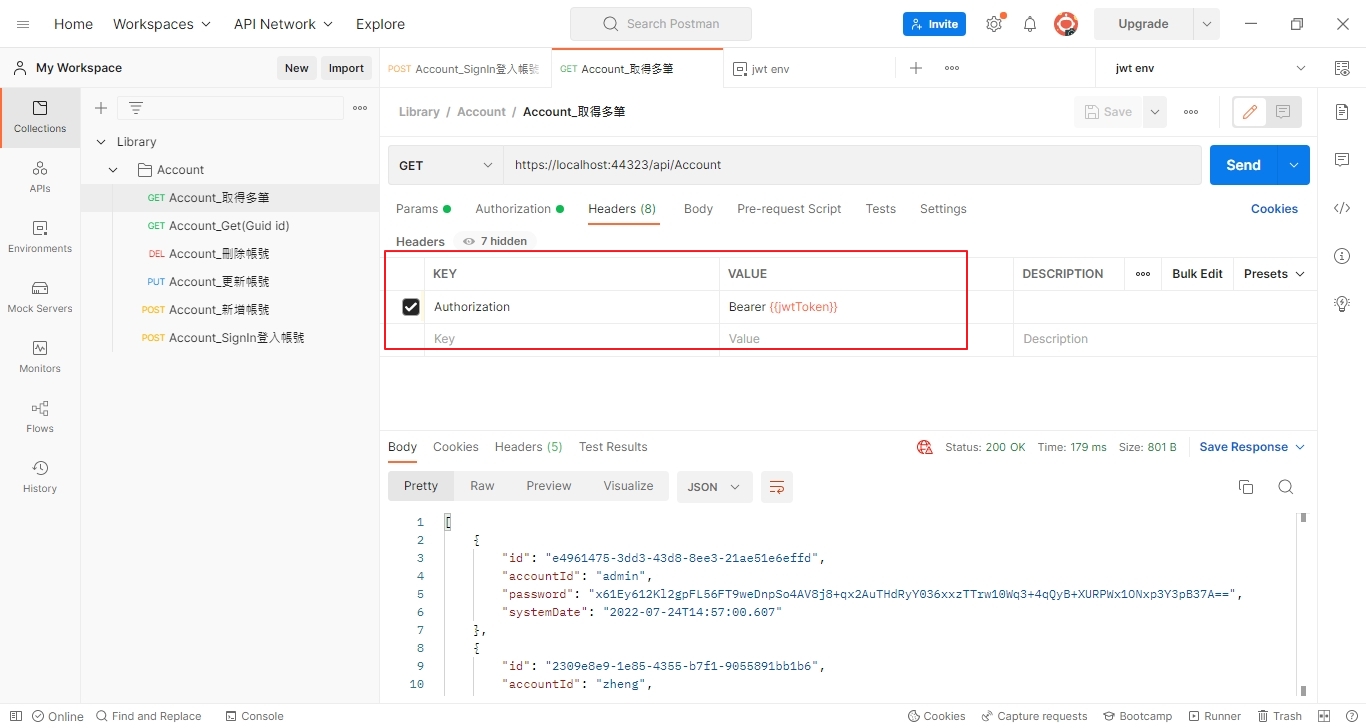 Home Workspaces API Network Explore Search Postman Invite Upgrade
My Workspace New Import POST Account_SignIn登入帳號 GET Account_取得多筆 jwt env jwt env
Collections
APIs
Environments
Mock Servers
Monitors
Flows
History
Library
Account
GET Account_取得多筆
GET Account_Get(Guid id)
DEL Account_刪除帳號
PUT Account_更新帳號
POST Account_新增帳號
POST Account_SignIn登入帳號
Library / Account / Account_取得多筆 Save
GET https://localhost:44323/api/Account Send
Params Authorization Headers (8) Body Pre-request Script Tests Settings Cookies
Headers 7 hidden
KEY VALUE DESCRIPTION Bulk Edit Presets
Authorization Bearer {{jwtToken}}
Key Value Description
Body Cookies Headers (5) Test Results Status: 200 OK Time: 179 ms Size: 801 B Save Response
Pretty Raw Preview Visualize JSON
1 [
2 {
3 "id": "e4961475-3dd3-43d8-8ee3-21ae51e6effd",
4 "accountId": "admin",
5 "password": "x61Ey612Kl2gpFL56FT9weDnpSo4AV8j8+qx2AuTHdRyY036xxzTTrw10Wq3+4qQyB+XURPWx1ONxp3Y3pB37A==",
6 "systemDate": "2022-07-24T14:57:00.607"
7 },
8 {
9 "id": "2309e8e9-1e85-4355-b7f1-9055891bb1b6",
10 "accountId": "zheng",
Online Find and Replace Console Cookies Capture requests Bootcamp Runner Trash